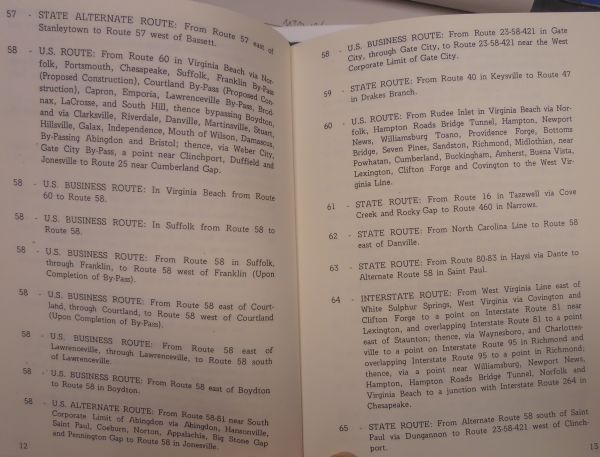 57 - STATE ALTERNATE ROUTE: From Route 57 east of
Stanleytown to Route 57 west of Bassett.
58 - U.S. ROUTE: From Route 60 in Virginia Beach via Nor-
folk, Portsmouth, Chesapeake, Suffolk, Franklin By-Pass
(Proposed Construction), Courtland By-Pass (Proposed Con-
struction), Capron, Emporia, Lawrenceville By-Pass, Brod-
nax, LaCrosse, and South Hill, thence bypassing Boydton,
and via Clarksville, Riverdale, Danville, Martinsville, Stuart,
Hillsville, Galax, Independence, Mouth of Wilson, Damascus,
By-Passing Abingdon and Bristol; thence, via Weber City,
Gate City By-Pass, a point near Clinchport, Duffield and
Jonesville to Route 25 near Cumberland Gap.
58 - U.S. BUSINESS ROUTE: In Virginia Beach from Route
60 to Route 58.
58 - U.S. BUSINESS ROUTE: In Suffolk from Route 58 to
Route 58.
58 - U.S. BUSINESS ROUTE: From Route 58 in Suffolk,
through Franklin, to Route 58 west of Franklin (Upon
Completion of By-Pass).
58 - U.S. BUSINESS ROUTE: From Route 58 east of Court-
land, through Courtland, to Route 58 west of Courtland
(Upon Completion of By-Pass).
58 - U.S. BUSINESS ROUTE: From Route 58 east of
Lawrenceville, through Lawrenceville, to Route 58 south
of Lawrenceville.
58 - U.S. BUSINESS ROUTE: From Route 58 east of Boydton
to Route 58 in Boydton.
58 - U.S. ALTERNATE ROUTE: From Route 58-81 near South
Corporate Limit of Abingdon via Abingdon, Hansonville,
Saint Paul, Coeburn, Norton, Appalachia, Big Stone Gap
and Pennington Gap to Route 58 in Jonesville.
12
58 - U.S. BUSINESS ROUTE: From Route 23-58-421 in Gate
City, through Gate City, to Route 23-58-421 near the West
Corporate Limit of Gate City.
59 - STATE ROUTE: From Route 40 in Keysville to Route 47
in Drakes Branch.
60 - U.S. ROUTE: From Rudee Inlet in Virginia Beach via Nor-
folk, Hampton Roads Bridge Tunnel, Hampton, Newport
News, Williamsburg Toano, Providence Forge, Bottoms
Bridge, Seven Pines, Sandston, Richmond, Midlothian, near
Powhatan, Cumberland, Buckingham, Amherst, Buena Vista,
Lexington, Clifton Forge and Covington to the West Vir-
ginia Line.
61 - STATE ROUTE: From Route 16 in Tazewell via Cove
Creek and Rocky Gap to Route 460 in Narrows.
62 - STATE ROUTE: From North Carolina Line to Route 58
east of Danville.
63 - STATE ROUTE: From Route 80-83 in Haysi via Dante to
Alternate Route 58 in Saint Paul.
64 - INTERSTATE ROUTE: From West Virginia Line east of
White Sulphur Springs, West Virginia via Covington and
Clifton Forge to a point on Interstate Route 81 near
Lexington, and overlapping Interstate Route 81 to a point
east of Staunton; thence, via Waynesboro, and Charlottes-
ville to a point on Interstate Route 95 in Richmond and
overlapping Interstate Route 95 to a point in Richmond;
thence, via a point near Williamsburg, Newport News,
Hampton, Hampton Roads Bridge Tunnel, Norfolk and
Virginia Beach to a junction with Interstate Route 264 in
Chesapeake.
65 - STATE ROUTE: From Alternate Route 58 south of Saint
Paul via Dungannon to Route 23-58-421 west of Clinch-
port.
13